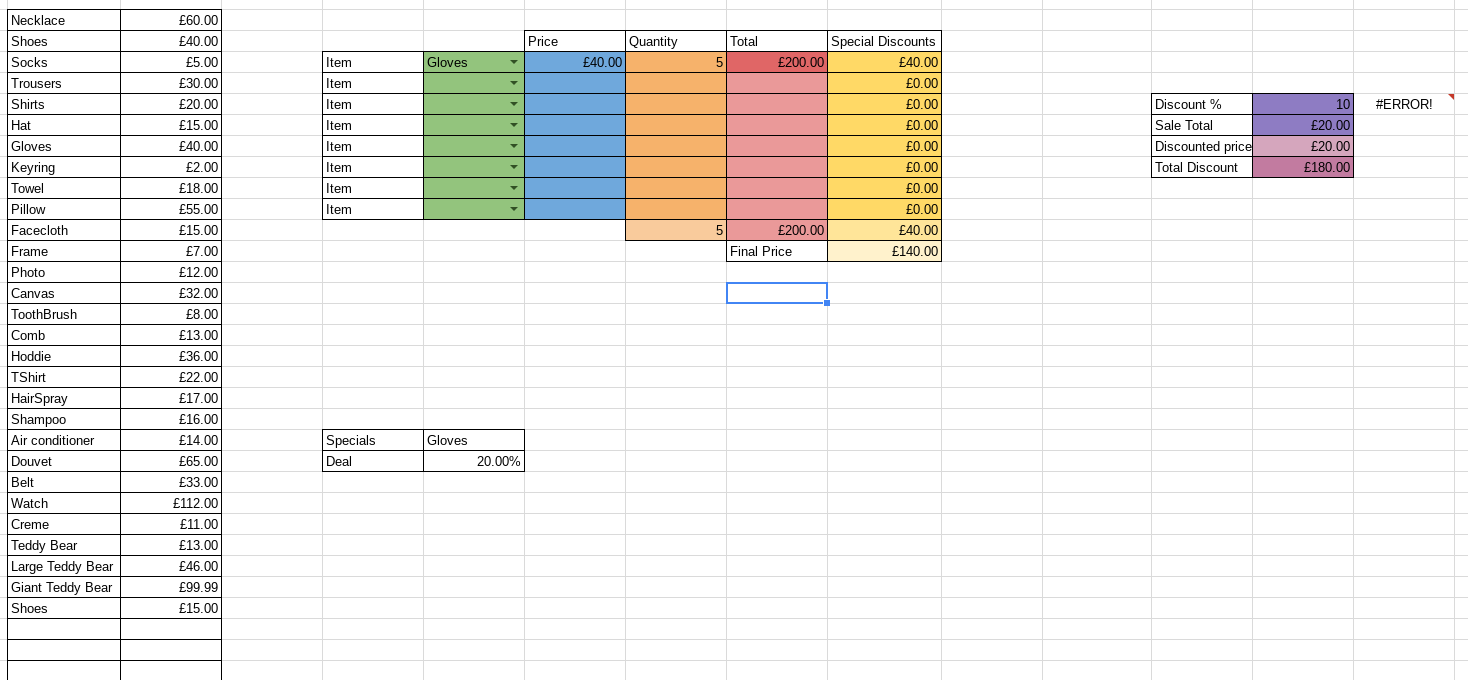 Necklace £60.00
Shoes £40.00 Price Quantity Total Special Discounts
Socks £5.00 Item Gloves £40.00 5 £200.00 £40.00
Trousers £30.00 Item £0.00
Shirts £20.00 Item £0.00 Discount % 10 #ERROR!
Hat £15.00 Item £0.00 Sale Total £20.00
Gloves £40.00 Item £0.00 Discounted price £20.00
Keyring £2.00 Item £0.00 Total Discount £180.00
Towel £18.00 Item £0.00
Pillow £55.00 Item £0.00
Facecloth £15.00 5 £200.00 £40.00
Frame £7.00 Final Price £140.00
Photo £12.00
Canvas £32.00
ToothBrush £8.00
Comb £13.00
Hoddie £36.00
TShirt £22.00
HairSpray £17.00
Shampoo £16.00
Air conditioner £14.00 Specials Gloves
Douvet £65.00 Deal 20.00%
Belt £33.00
Watch £112.00
Creme £11.00
Teddy Bear £13.00
Large Teddy Bear £46.00
Giant Teddy Bear £99.99
Shoes £15.00